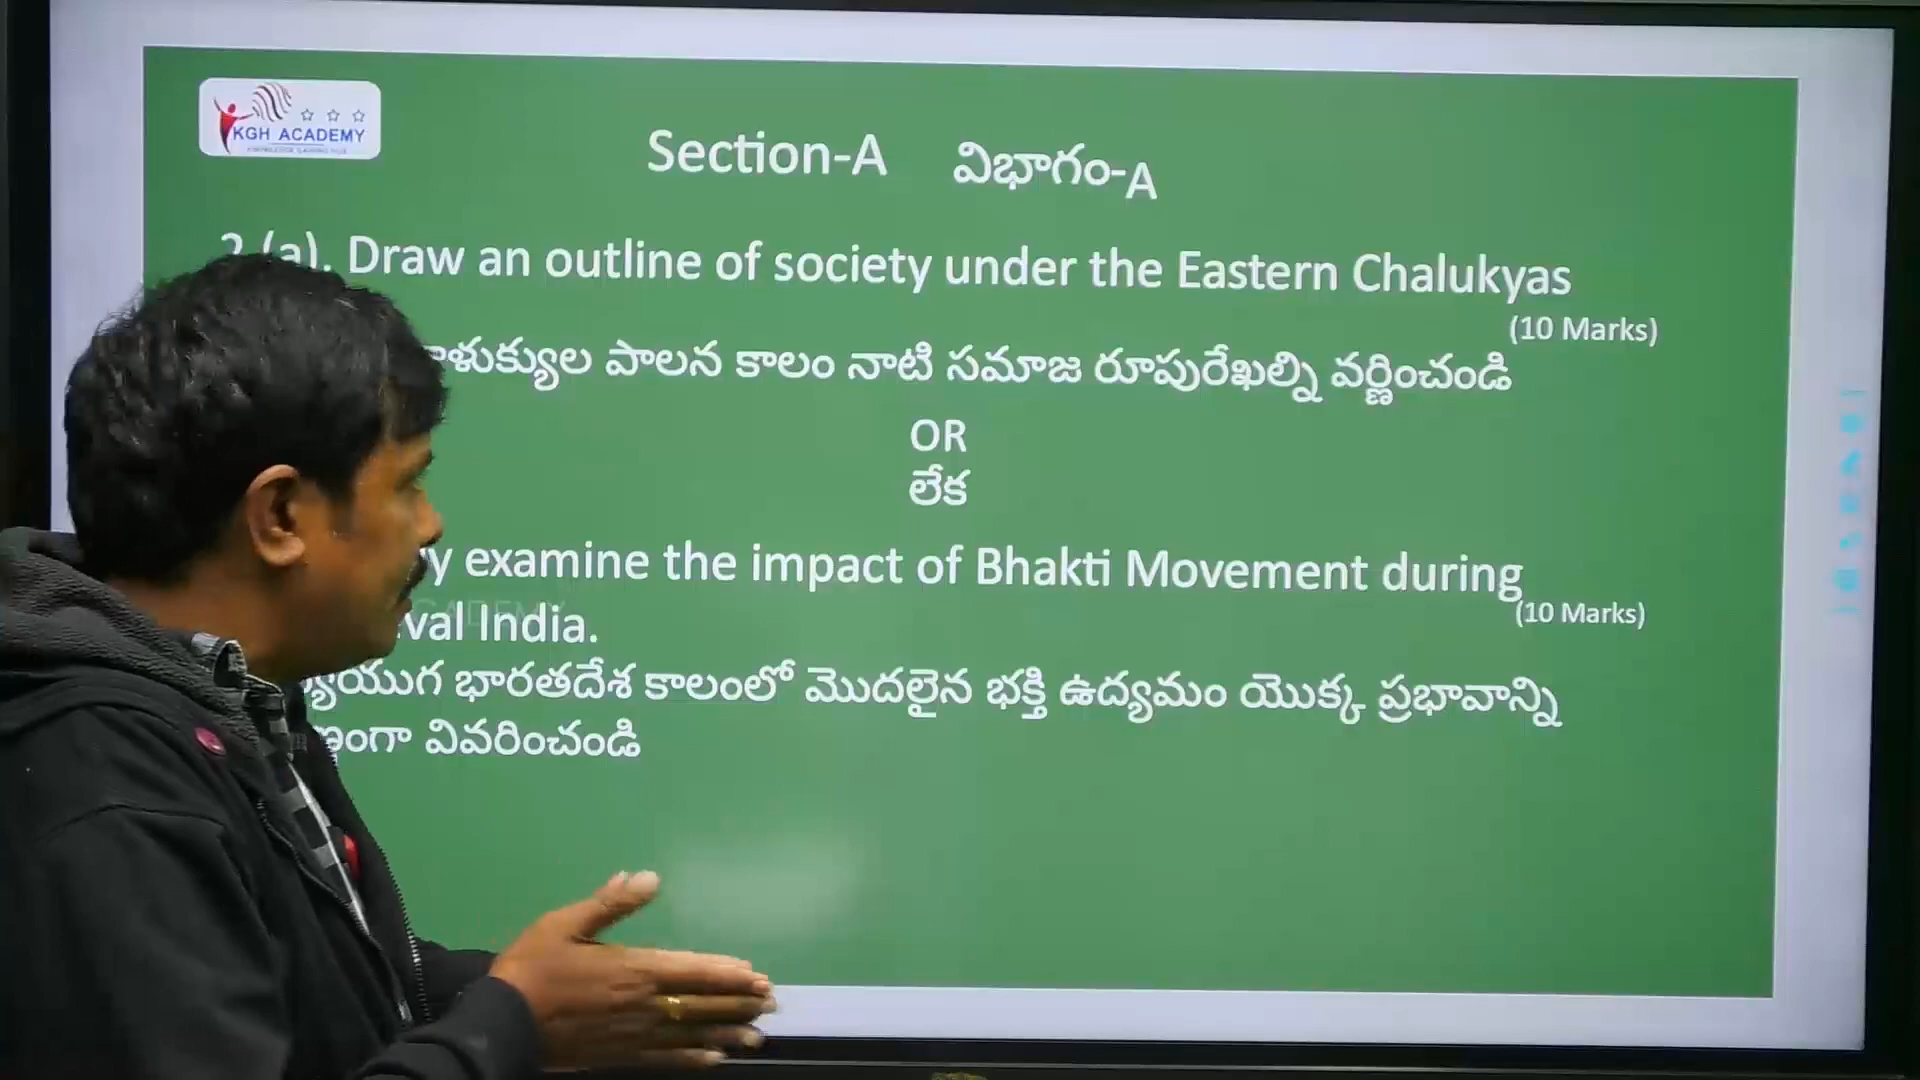 KGH ACADEMY
Section-A విభాగం-A
2 (a). Draw an outline of society under the Eastern Chalukyas
(10 Marks)
పాలన కాలం నాటి సమాజ రూపురేఖల్ని వర్ణించండి
OR
లేక
examine the impact of Bhakti Movement during
(10 Marks)
India.
భారతదేశ కాలంలో మొదలైన భక్తి ఉద్యమం యొక్క ప్రభావాన్ని
వివరించండి